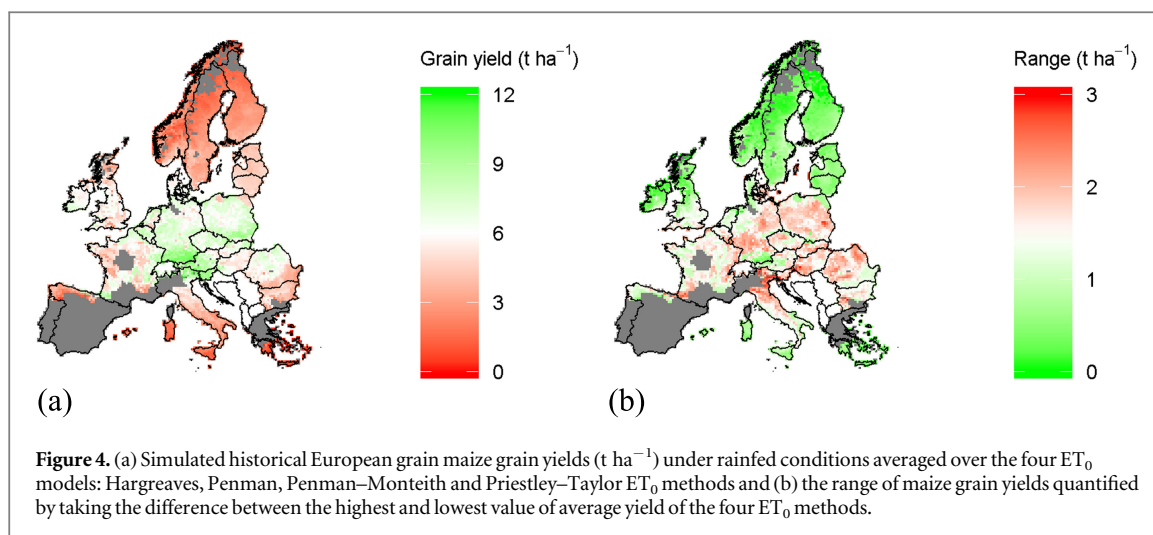 Grain yield (t ha⁻¹)
12
9
6
3
0
(a)
Range (t ha⁻¹)
3
2
1
0
(b)
Figure 4. (a) Simulated historical European grain maize grain yields (t ha⁻¹) under rainfed conditions averaged over the four ET₀
models: Hargreaves, Penman, Penman–Monteith and Priestley–Taylor ET₀ methods and (b) the range of maize grain yields quantified
by taking the difference between the highest and lowest value of average yield of the four ET₀ methods.